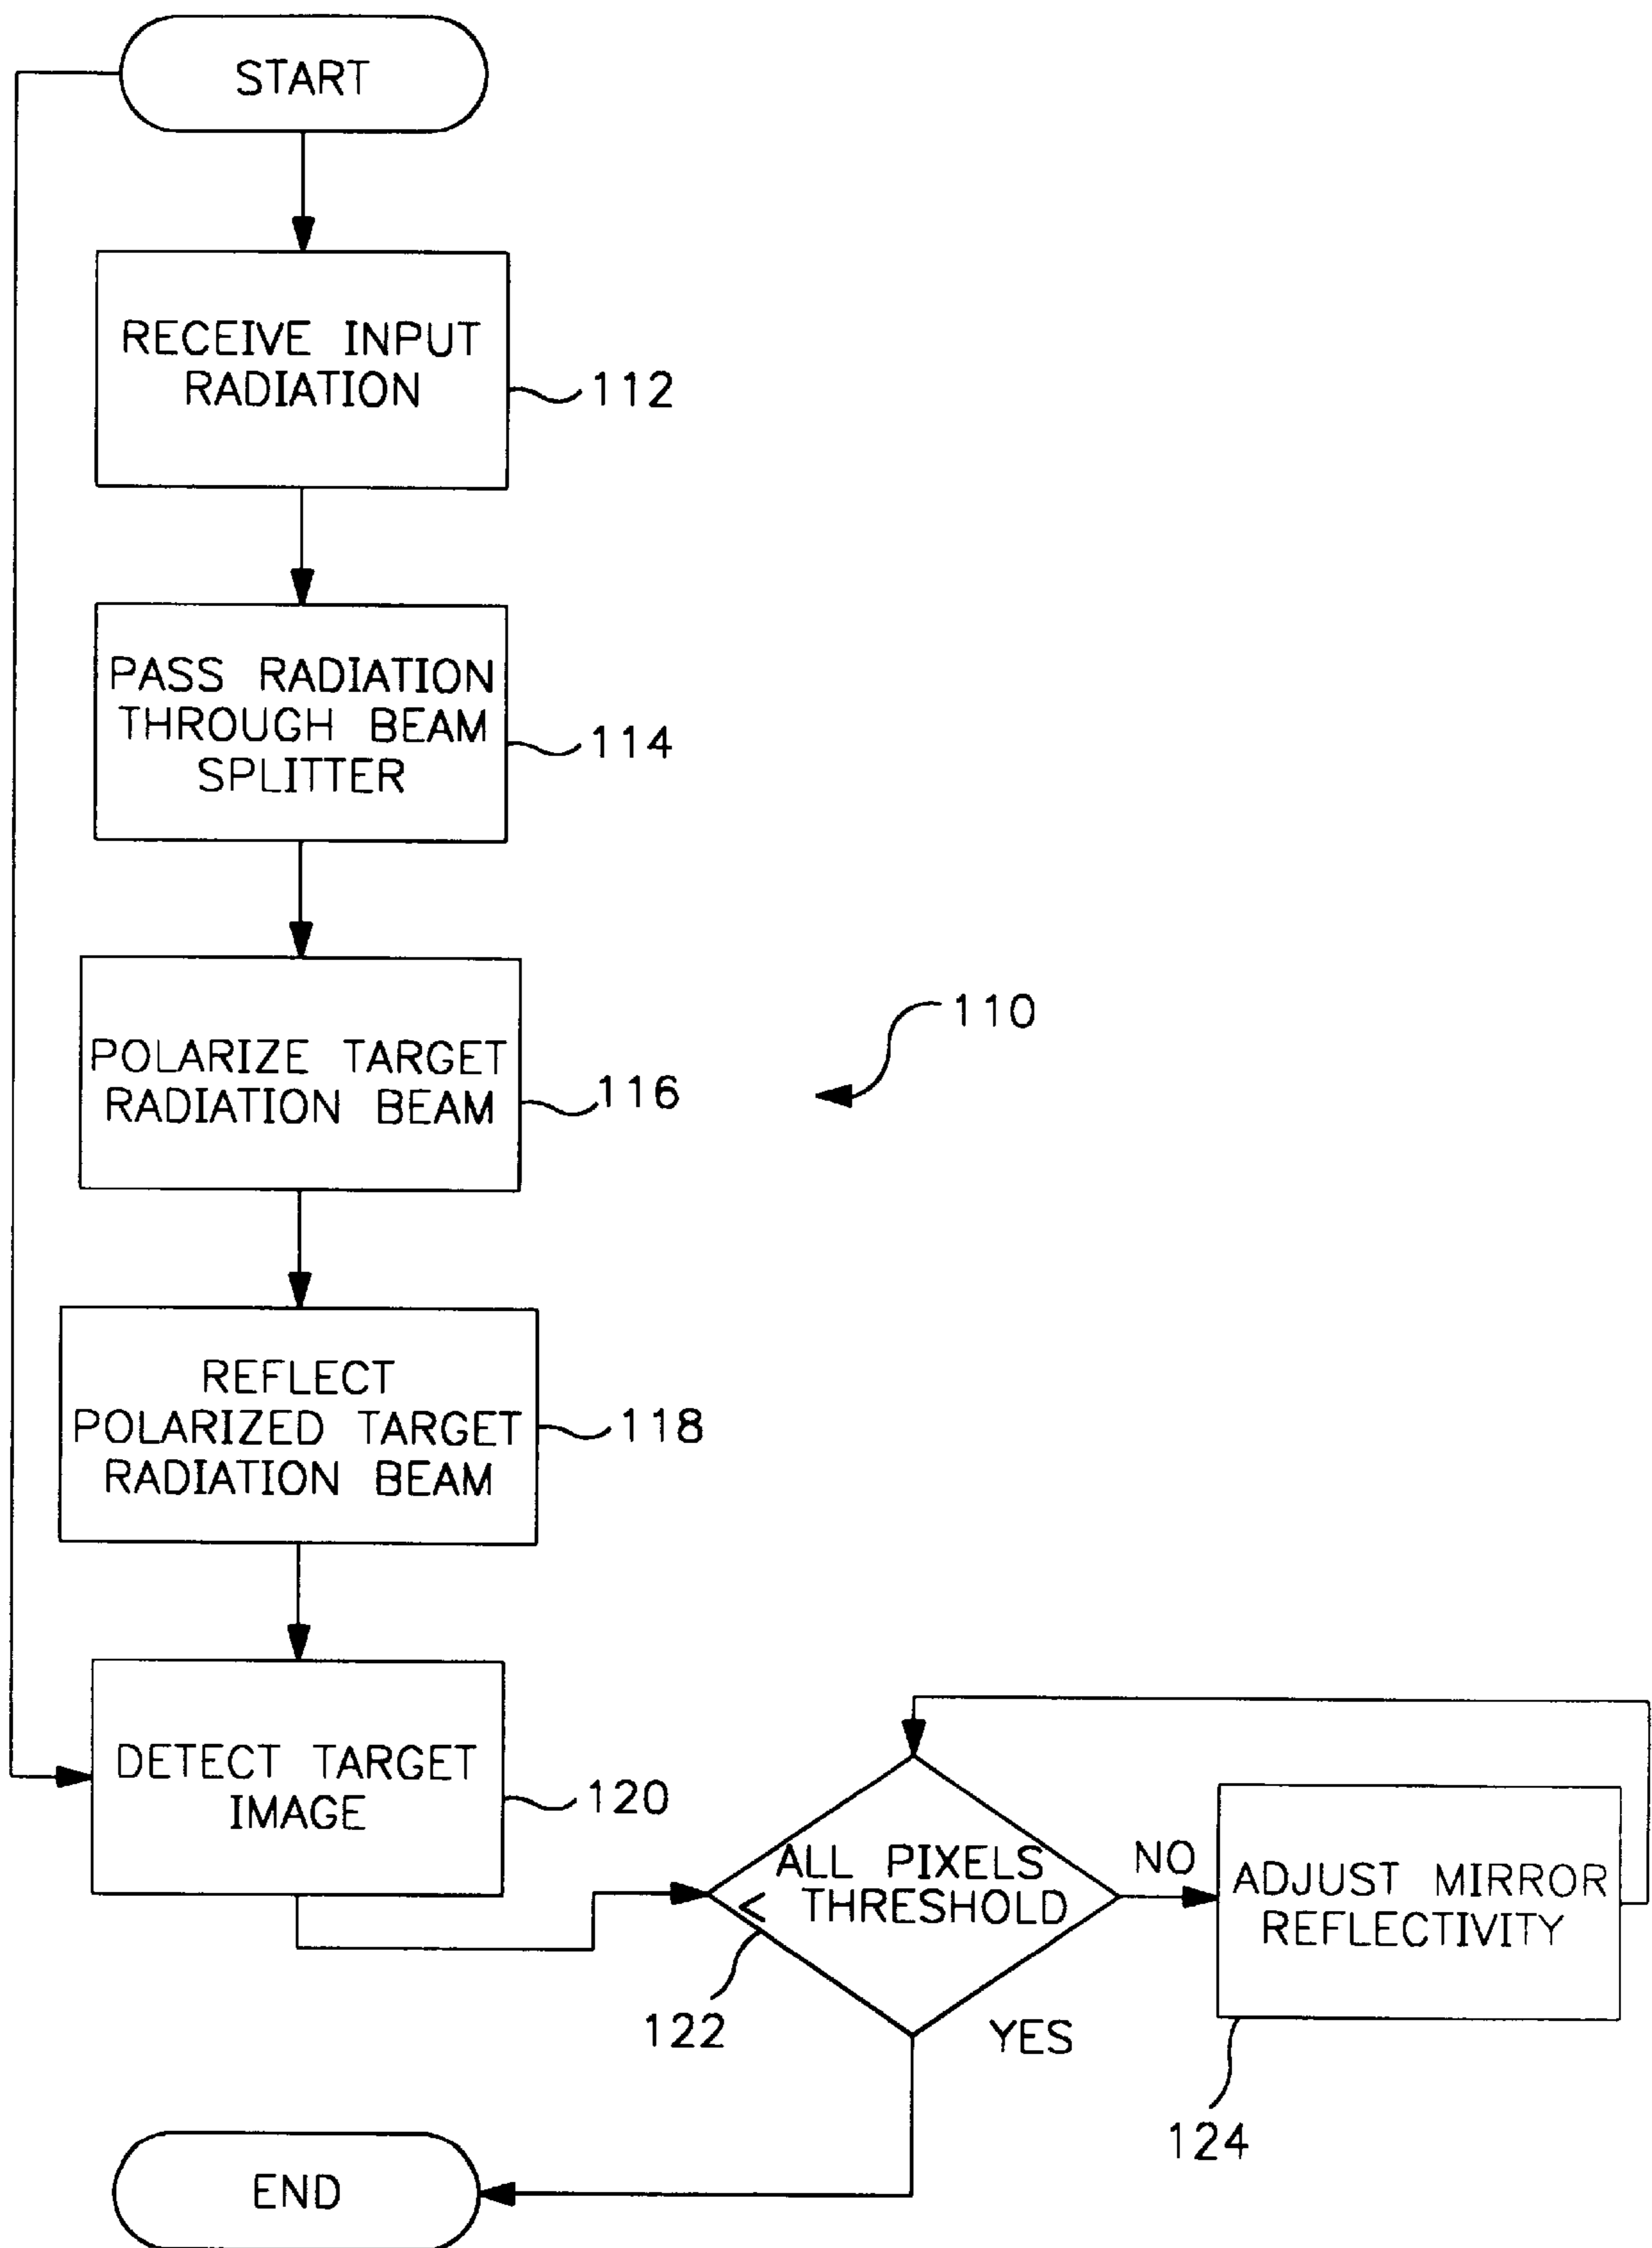 START
RECEIVE INPUT
RADIATION
112
PASS RADIATION
THROUGH BEAM
SPLITTER
114
110
POLARIZE TARGET
RADIATION BEAM
116
REFLECT
POLARIZED TARGET
RADIATION BEAM
118
DETECT TARGET
IMAGE
120
ALL PIXELS
< THRESHOLD
122
NO
ADJUST MIRROR
REFLECTIVITY
124
YES
END